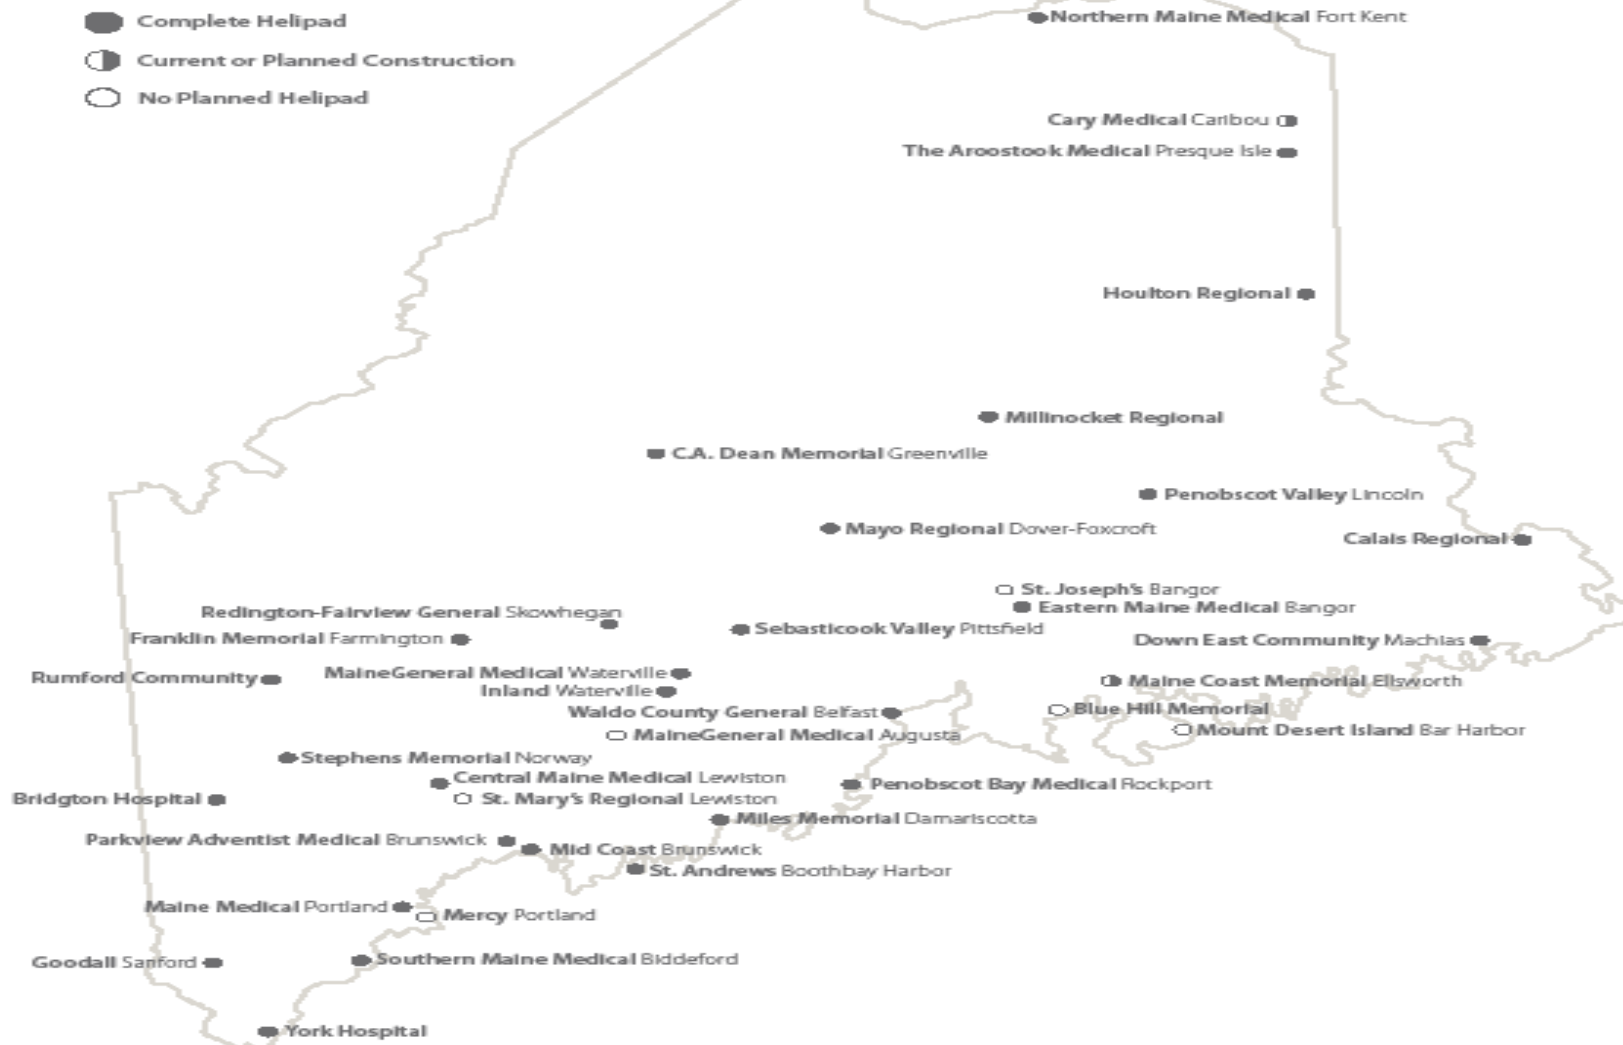 Complete Helipad
Current or Planned Construction
No Planned Helipad
Northern Maine Medical Fort Kent
Cary Medical Caribou
The Aroostook Medical Presque Isle
Houlton Regional
Millinocket Regional
C.A. Dean Memorial Greenville
Penobscot Valley Lincoln
Mayo Regional Dover-Foxcroft
Calais Regional
St. Joseph's Bangor
Eastern Maine Medical Bangor
Redington-Fairview General Skowhegan
Sebasticook Valley Pittsfield
Franklin Memorial Farmington
Down East Community Machias
MaineGeneral Medical Waterville
Rumford Community
Maine Coast Memorial Ellsworth
Inland Waterville
Blue Hill Memorial
Waldo County General Belfast
Mount Desert Island Bar Harbor
MaineGeneral Medical Augusta
Stephens Memorial Norway
Central Maine Medical Lewiston
Penobscot Bay Medical Rockport
Bridgton Hospital
St. Mary's Regional Lewiston
Miles Memorial Damariscotta
Parkview Adventist Medical Brunswick
Mid Coast Brunswick
St. Andrews Boothbay Harbor
Maine Medical Portland
Mercy Portland
Goodall Sanford
Southern Maine Medical Biddeford
York Hospital